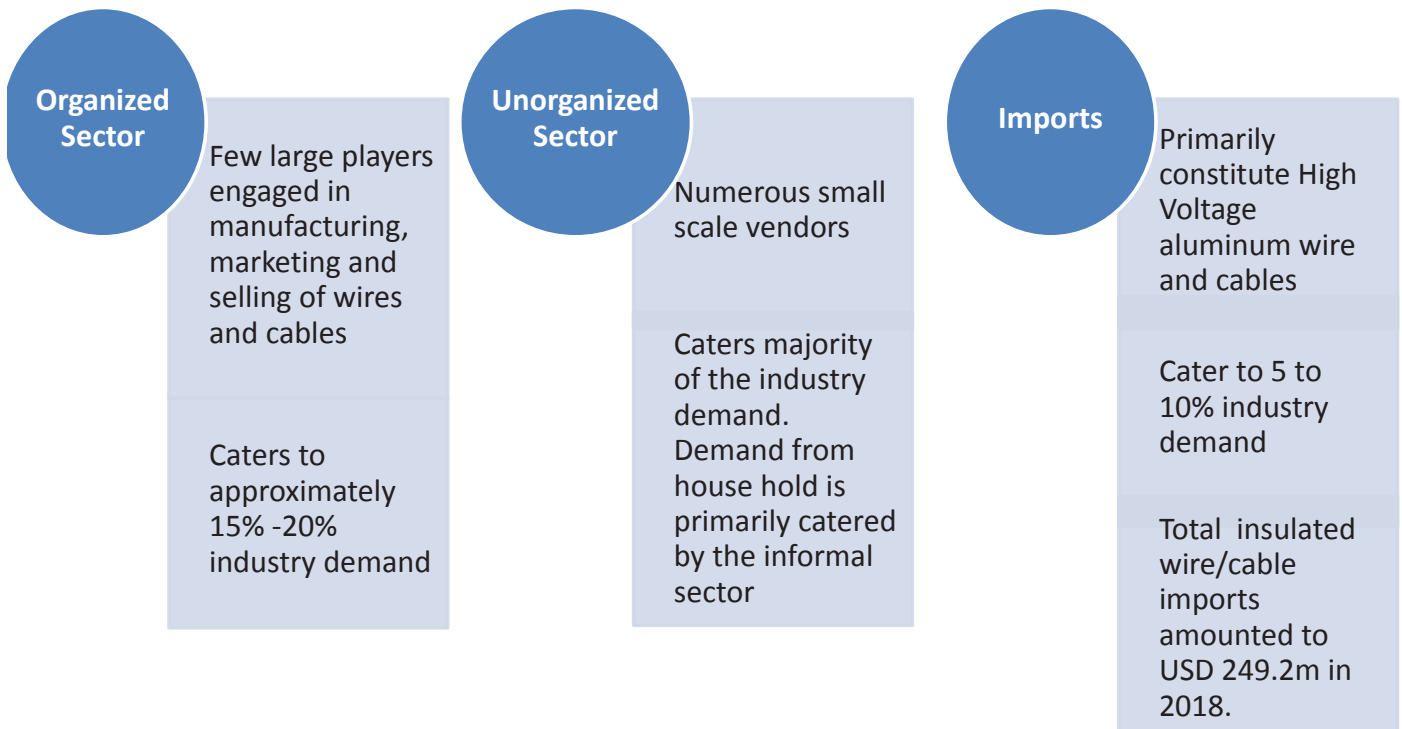 Organized
Sector
Few large players
engaged in
manufacturing,
marketing and
selling of wires
and cables
Caters to
approximately
15% -20%
industry demand
Unorganized
Sector
Numerous small
scale vendors
Caters majority
of the industry
demand.
Demand from
house hold is
primarily catered
by the informal
sector
Imports
Primarily
constitute High
Voltage
aluminum wire
and cables
Cater to 5 to
10% industry
demand
Total  insulated
wire/cable
imports
amounted to
USD 249.2m in
2018.